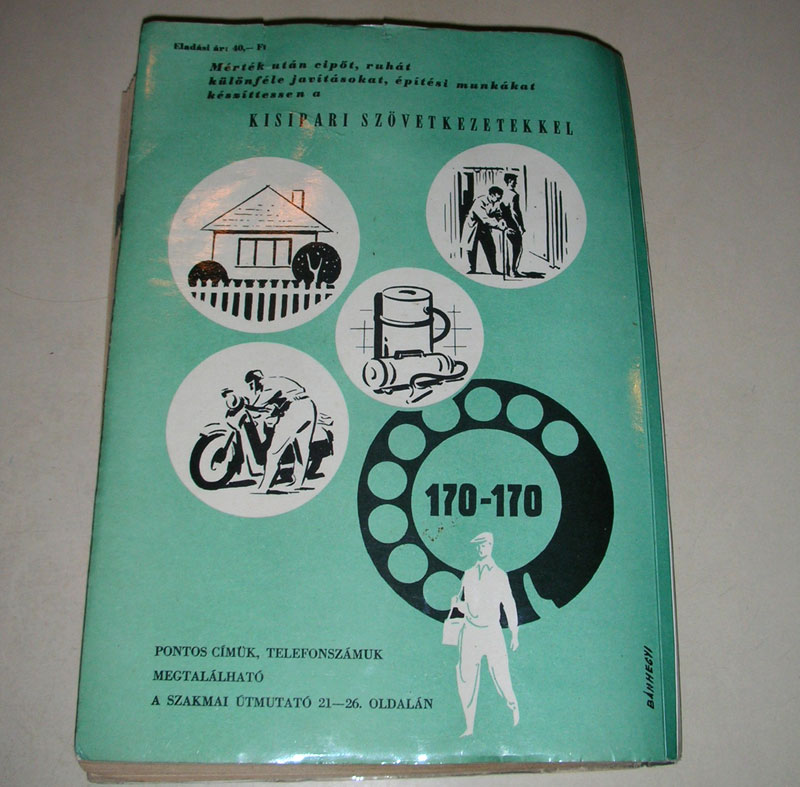 Eladási ár: 40,— Ft
Mérték után cipőt, ruhát
különféle javításokat, építési munkákat
készíttessen a
KISIPARI SZÖVETKEZETEKKEL
170-170
PONTOS CÍMÜK, TELEFONSZÁMUK
MEGTALÁLHATÓ
A SZAKMAI ÚTMUTATÓ 21—26. OLDALÁN
BÁNHEGYI